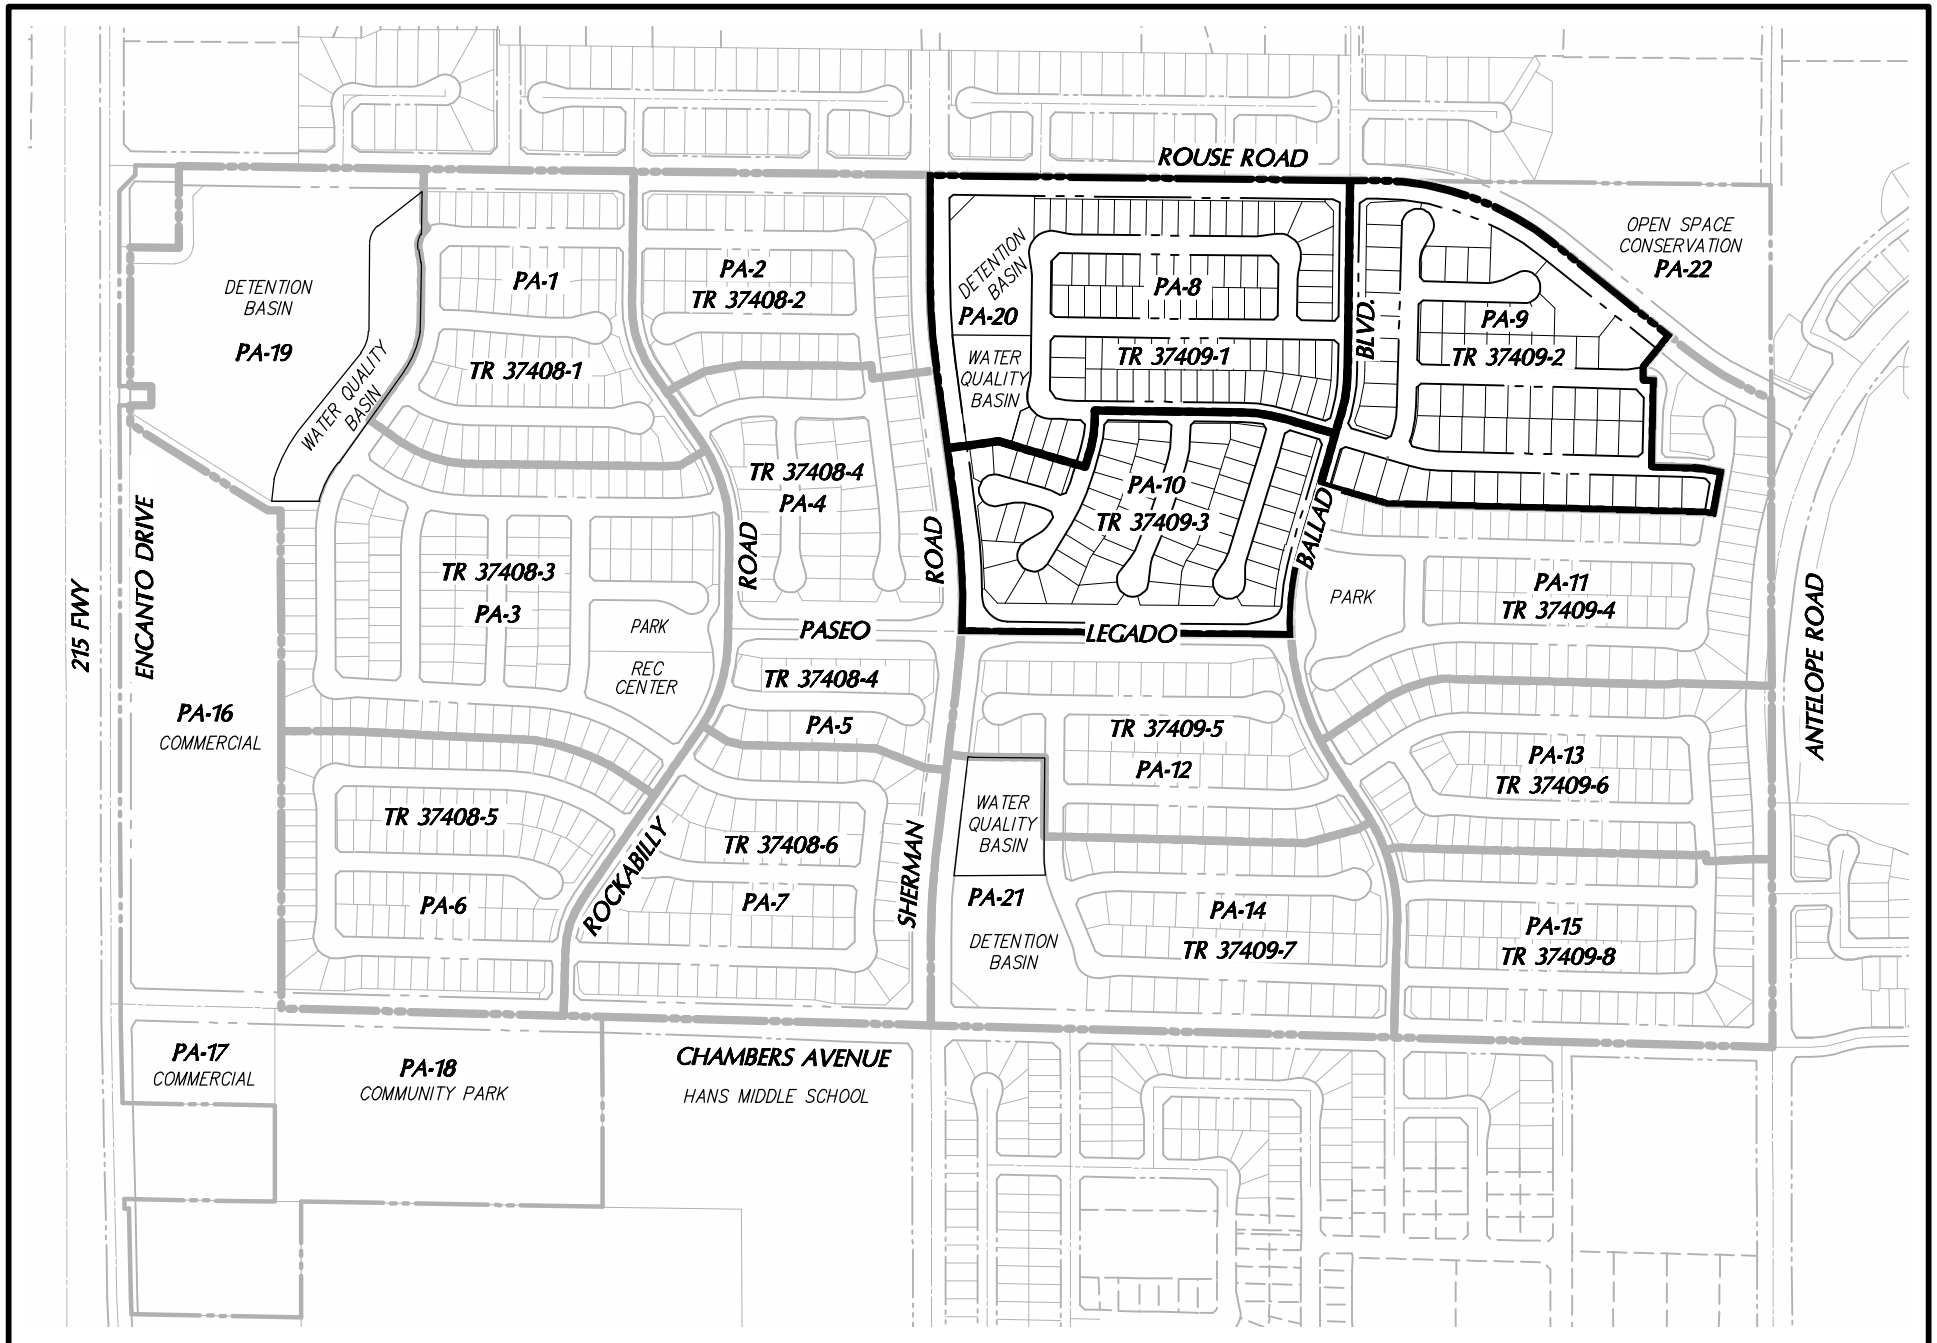 ROUSE ROAD
OPEN SPACE
CONSERVATION
PA-22
DETENTION
BASIN
PA-19
WATER QUALITY
BASIN
PA-1
TR 37408-1
PA-2
TR 37408-2
DETENTION
BASIN
PA-20
WATER
QUALITY
BASIN
PA-8
TR 37409-1
BLVD.
PA-9
TR 37409-2
TR 37408-4
PA-4
PA-10
TR 37409-3
BALLAD
215 FWY
ENCANTO DRIVE
TR 37408-3
PA-3
ROAD
ROAD
PARK
REC
CENTER
PASEO
LEGADO
PARK
PA-11
TR 37409-4
ANTELOPE ROAD
PA-16
COMMERCIAL
TR 37408-4
PA-5
TR 37409-5
PA-12
PA-13
TR 37409-6
TR 37408-5
PA-6
ROCKABILLY
TR 37408-6
PA-7
SHERMAN
WATER
QUALITY
BASIN
PA-21
DETENTION
BASIN
PA-14
TR 37409-7
PA-15
TR 37409-8
PA-17
COMMERCIAL
PA-18
COMMUNITY PARK
CHAMBERS AVENUE
HANS MIDDLE SCHOOL